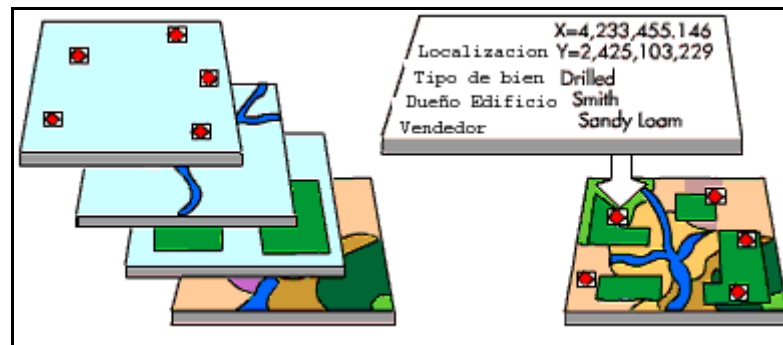 X=4,233,455.146
Localizacion Y=2,425,103,229
Tipo de bien Drilled
Dueño Edificio Smith
Vendedor Sandy Loam